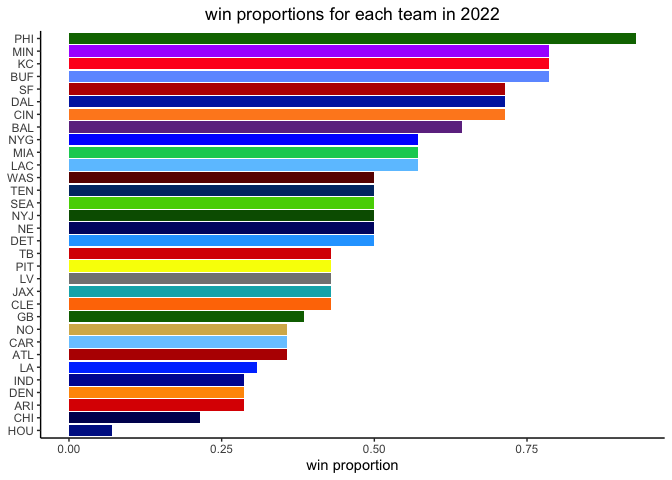 win proportions for each team in 2022
PHI
MIN
KC
BUF
SF
DAL
CIN
BAL
NYG
MIA
LAC
WAS
TEN
SEA
NYJ
NE
DET
TB
PIT
LV
JAX
CLE
GB
NO
CAR
ATL
LA
IND
DEN
ARI
CHI
HOU
0.00 0.25 0.50 0.75
win proportion